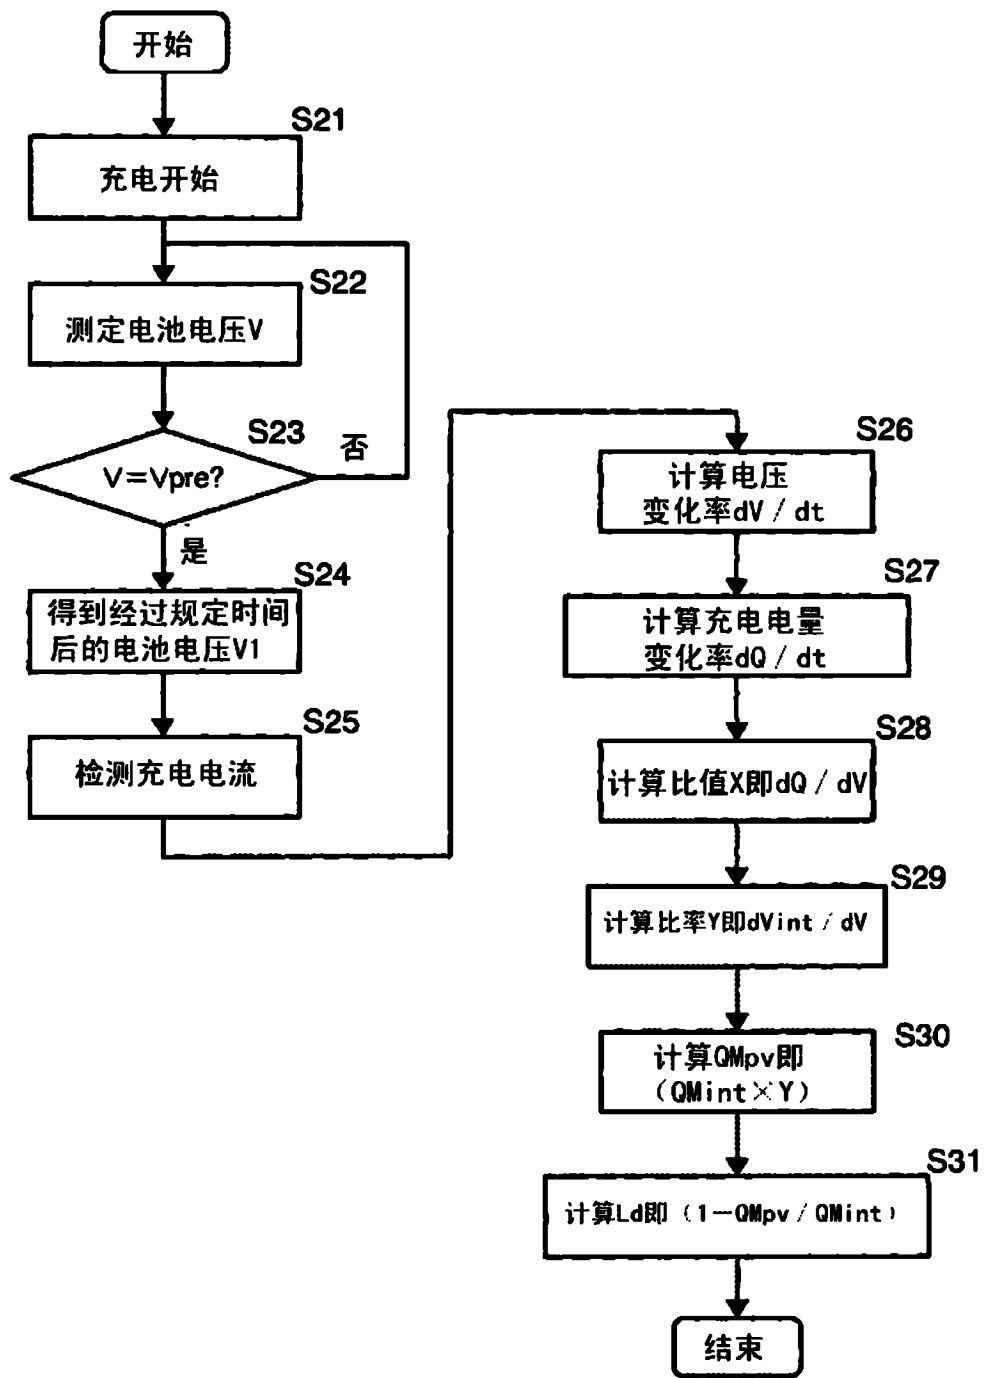 开始
S21
充电开始
S22
测定电池电压V
S23
V=Vpre?
否
是
S24
得到经过规定时间
后的电池电压V1
S25
检测充电电流
S26
计算电压
变化率dV/dt
S27
计算充电电量
变化率dQ/dt
S28
计算比值X即dQ/dV
S29
计算比率Y即dVint/dV
S30
计算QMpv即
(QMint×Y)
S31
计算Ld即(1-QMpv/QMint)
结束